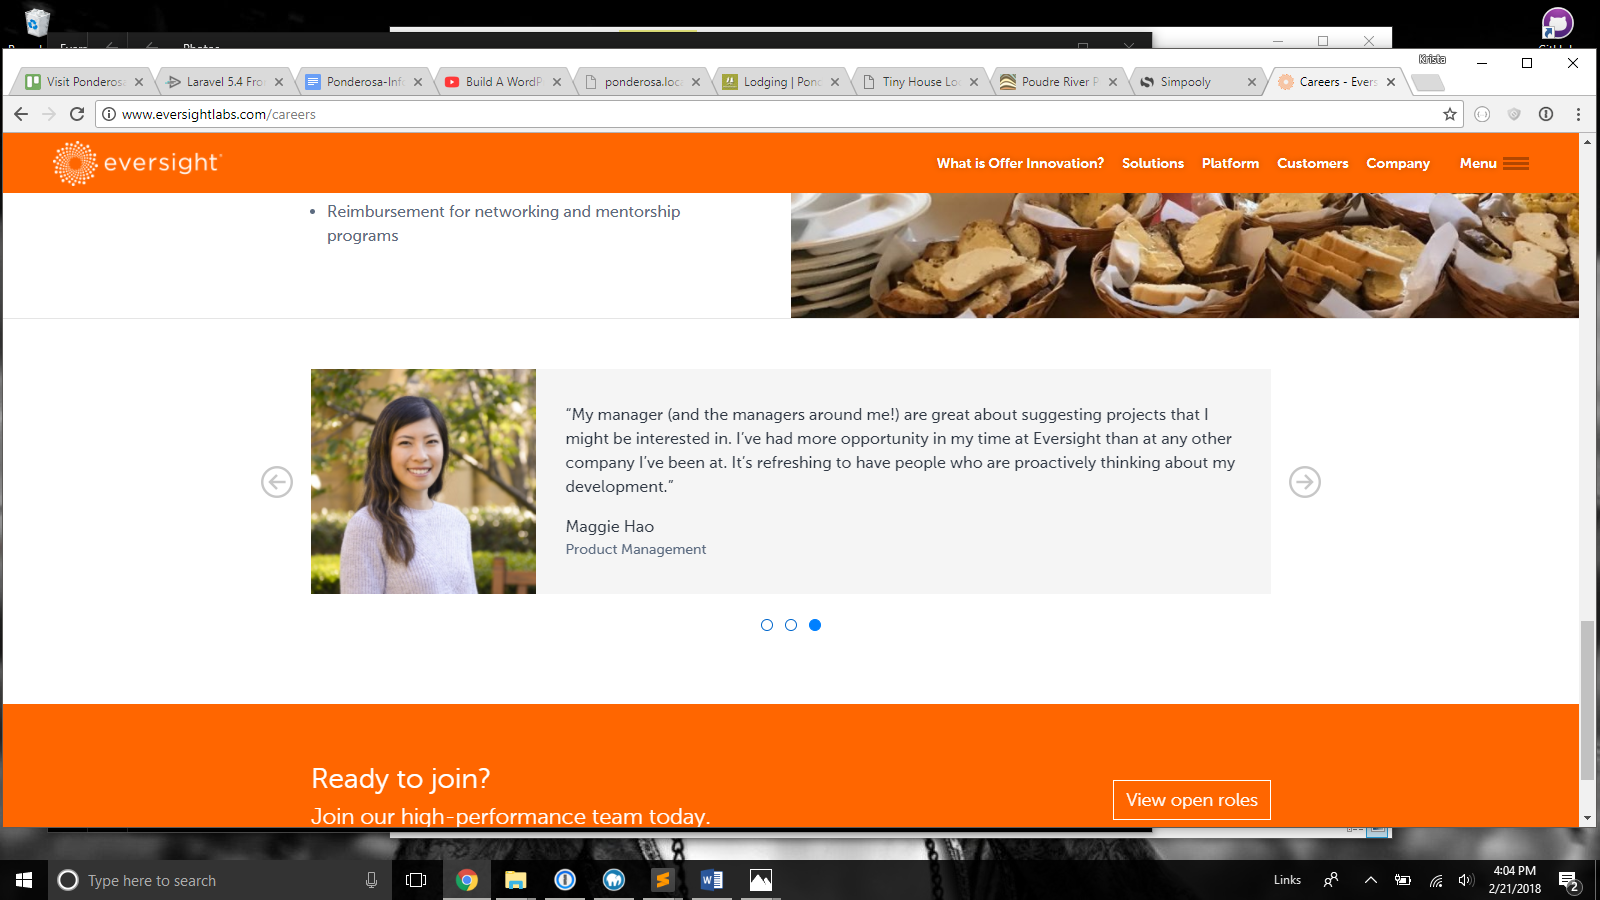 Photos
Krista
Visit Ponderos
Laravel 5.4 Fro
Ponderosa-Inf
Build A WordP
ponderosa.loc
Lodging | Pon
Tiny House Lo
Poudre River P
Simpooly
Careers - Evers
www.eversightlabs.com/careers
eversight
What is Offer Innovation? Solutions Platform Customers Company Menu
• Reimbursement for networking and mentorship
programs
“My manager (and the managers around me!) are great about suggesting projects that I
might be interested in. I’ve had more opportunity in my time at Eversight than at any other
company I’ve been at. It’s refreshing to have people who are proactively thinking about my
development.”
Maggie Hao
Product Management
Ready to join?
Join our high-performance team today.
View open roles
Type here to search
Links
4:04 PM
2/21/2018
2